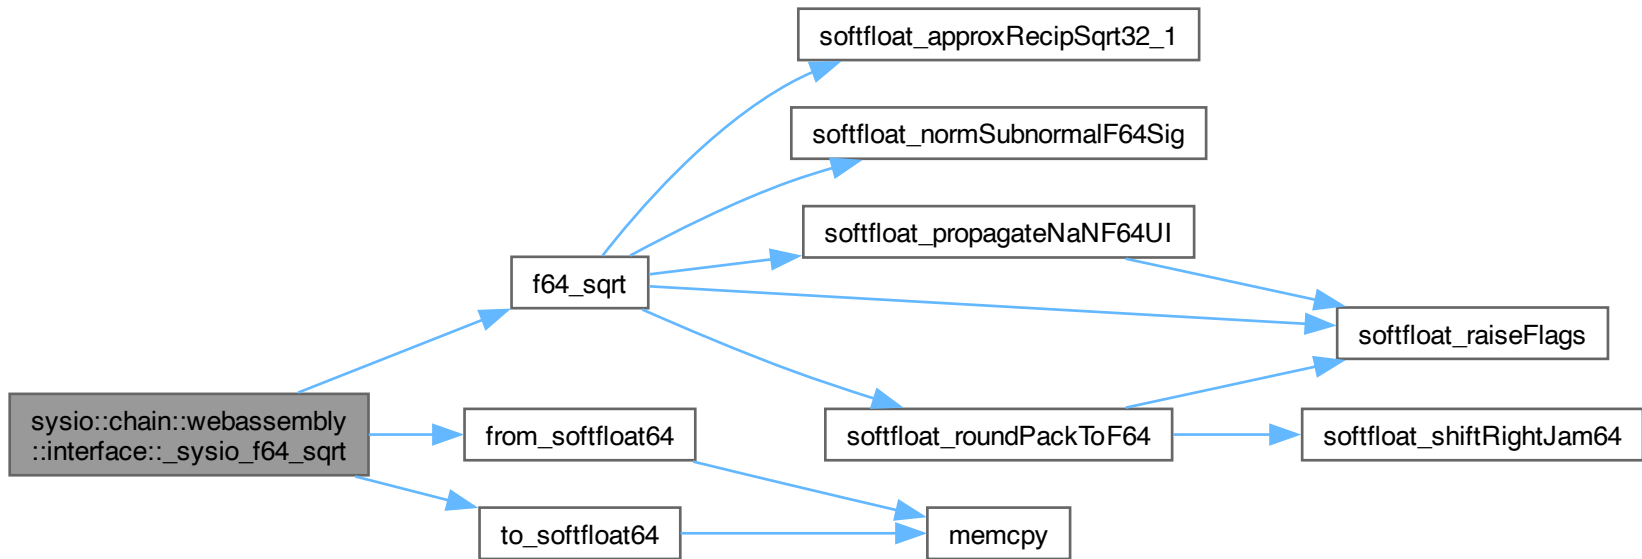 softfloat_approxRecipSqrt32_1
softfloat_normSubnormalF64Sig
softfloat_propagateNaNF64UI
f64_sqrt
softfloat_raiseFlags
sysio::chain::webassembly
::interface::_sysio_f64_sqrt
from_softfloat64
softfloat_roundPackToF64
softfloat_shiftRightJam64
to_softfloat64
memcpy